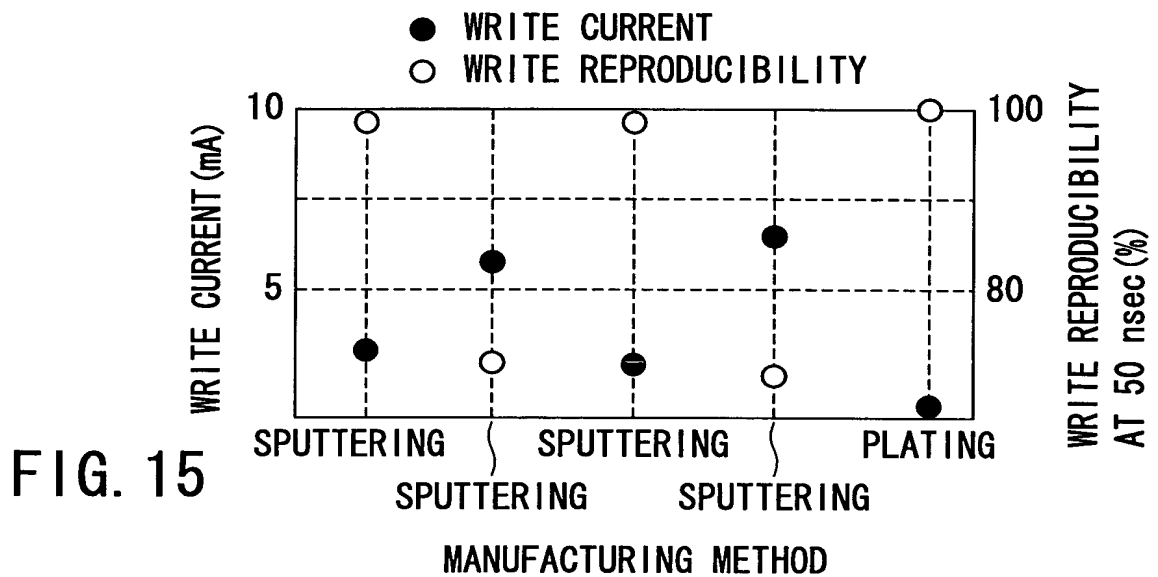 ● WRITE CURRENT
○ WRITE REPRODUCIBILITY
10
5
WRITE CURRENT(mA)
100
80
WRITE REPRODUCIBILITY
AT 50 nsec(%)
SPUTTERING SPUTTERING PLATING
SPUTTERING SPUTTERING
MANUFACTURING METHOD
FIG. 15